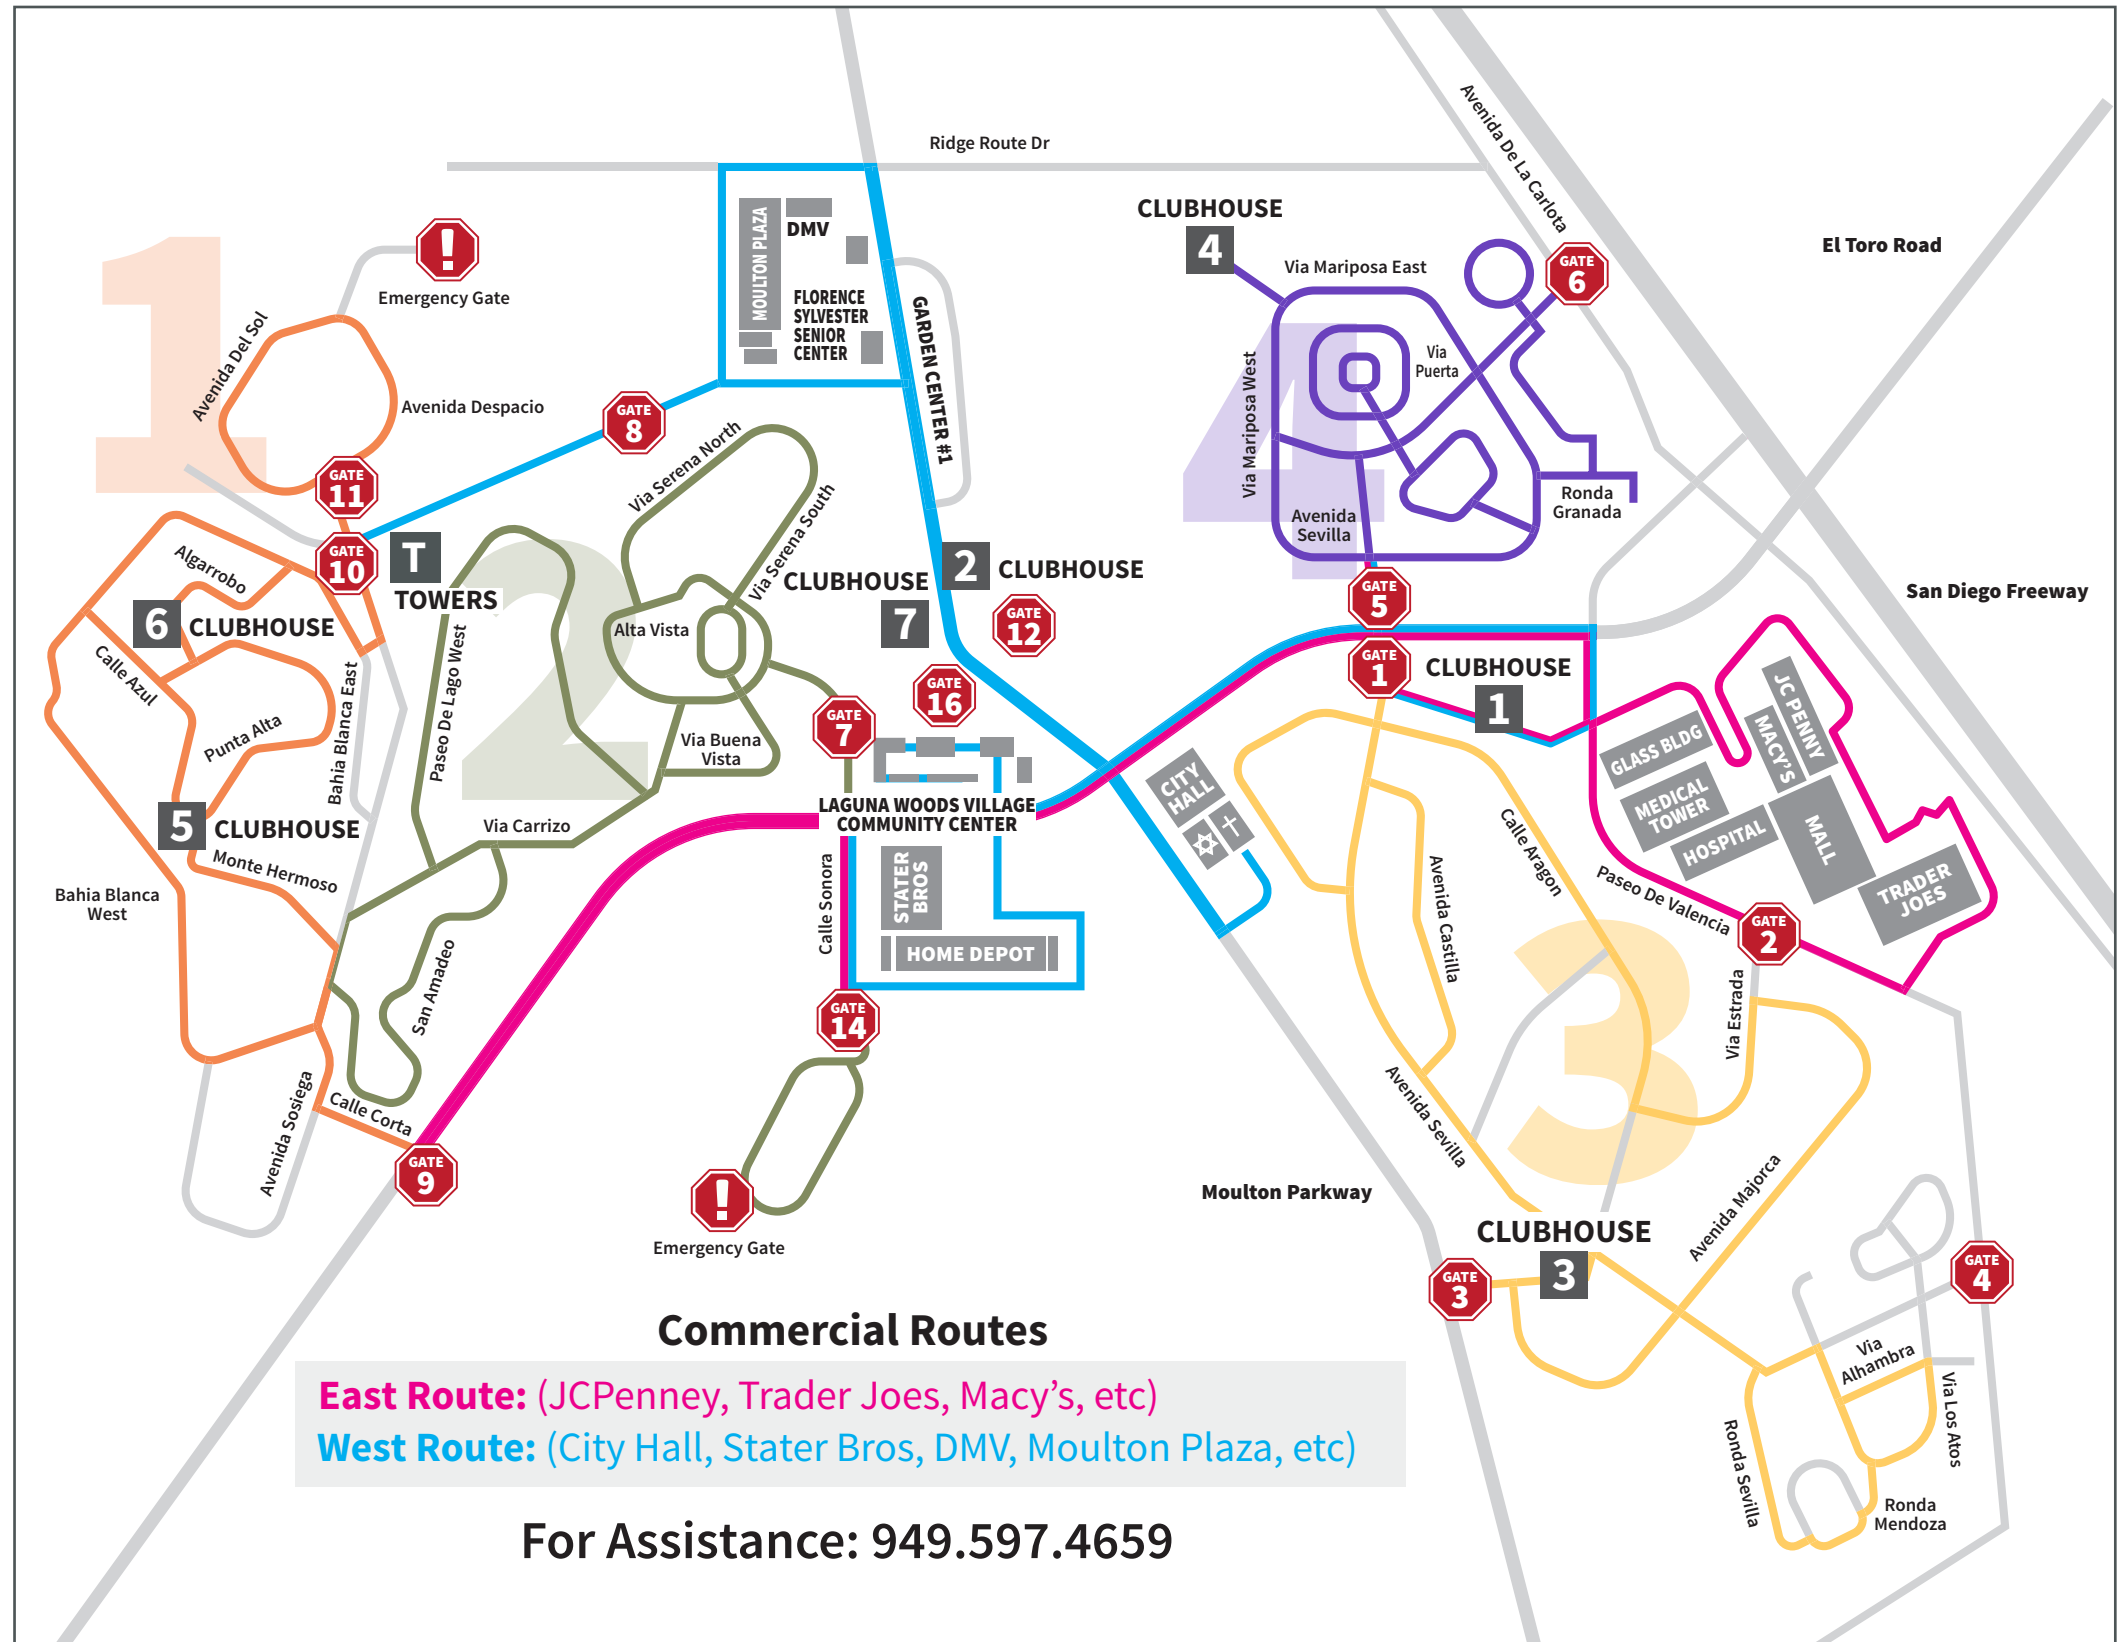 Ridge Route Dr
Avenida De La Carlota
El Toro Road
San Diego Freeway
1
GATE
!
Emergency Gate
Avenida Del Sol
Avenida Despacio
GATE
11
GATE
10
GATE
8
T
TOWERS
MOULTON PLAZA
DMV
FLORENCE
SYLVESTER
SENIOR
CENTER
GARDEN CENTER #1
CLUBHOUSE
4
Via Mariposa East
Via Mariposa West
Via
Puerta
4
Avenida
Sevilla
Ronda
Granada
GATE
6
GATE
5
Algarrobo
6
CLUBHOUSE
Calle Azul
Punta Alta
Bahia Blanca East
5
CLUBHOUSE
Monte Hermoso
Bahia Blanca
West
Avenida Sosiega
Calle Corta
GATE
9
2
Paseo De Lago West
Via Serena North
Via Serena South
Alta Vista
Via Buena
Vista
Via Carrizo
San Amadeo
CLUBHOUSE
7
2
CLUBHOUSE
GATE
12
GATE
16
GATE
7
LAGUNA WOODS VILLAGE
COMMUNITY CENTER
Calle Sonora
STATER
BROS
HOME DEPOT
GATE
14
!
Emergency Gate
CITY
HALL
GATE
1
CLUBHOUSE
1
GLASS BLDG
MEDICAL
TOWER
HOSPITAL
MACY'S
JC PENNY
MALL
TRADER
JOES
Paseo De Valencia
GATE
2
3
Calle Aragon
Avenida Castilla
Avenida Sevilla
Via Estrada
Avenida Majorca
Moulton Parkway
CLUBHOUSE
3
GATE
3
GATE
4
Via
Alhambra
Via Los Atos
Ronda Sevilla
Ronda
Mendoza
Commercial Routes
East Route: (JCPenney, Trader Joes, Macy’s, etc)
West Route: (City Hall, Stater Bros, DMV, Moulton Plaza, etc)
For Assistance: 949.597.4659